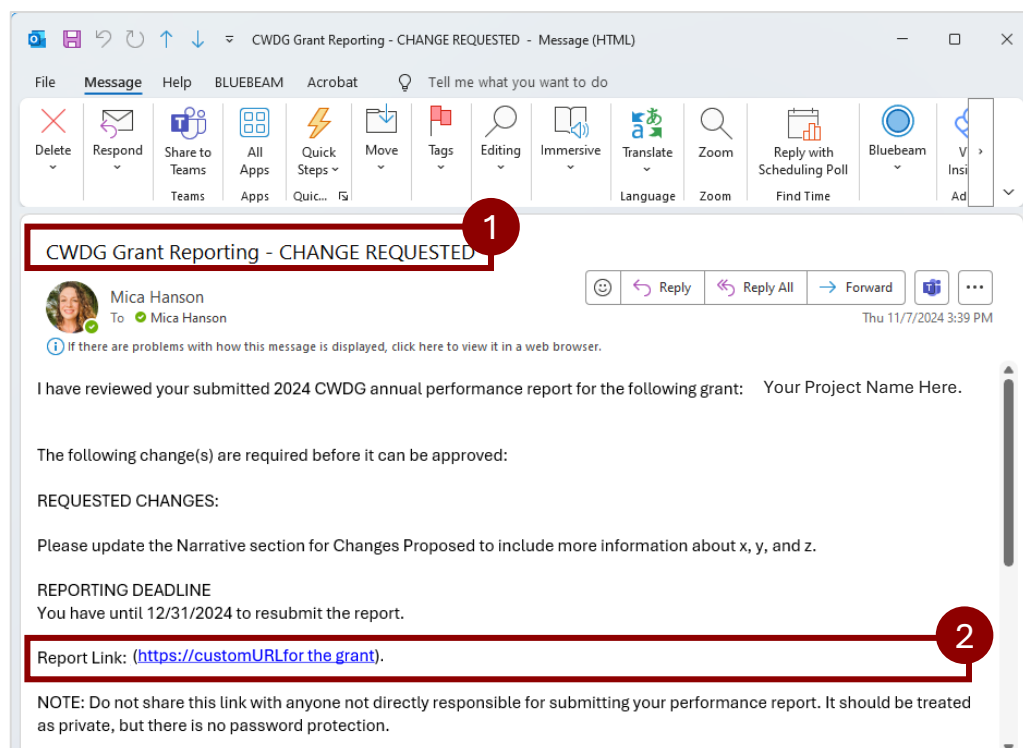 CWDG Grant Reporting - CHANGE REQUESTED - Message (HTML)
File Message Help BLUEBEAM Acrobat Tell me what you want to do
Delete Respond Share to Teams All Apps Quick Steps Move Tags Editing Immersive Translate Zoom Reply with Scheduling Poll Bluebeam V Insi
Teams Apps Quic... Language Zoom Find Time Ad
1
CWDG Grant Reporting - CHANGE REQUESTED
Mica Hanson
To Mica Hanson
Reply Reply All Forward
Thu 11/7/2024 3:39 PM
If there are problems with how this message is displayed, click here to view it in a web browser.
I have reviewed your submitted 2024 CWDG annual performance report for the following grant: Your Project Name Here.
The following change(s) are required before it can be approved:
REQUESTED CHANGES:
Please update the Narrative section for Changes Proposed to include more information about x, y, and z.
REPORTING DEADLINE
You have until 12/31/2024 to resubmit the report.
2
Report Link: (https://customURLfor the grant).
NOTE: Do not share this link with anyone not directly responsible for submitting your performance report. It should be treated
as private, but there is no password protection.